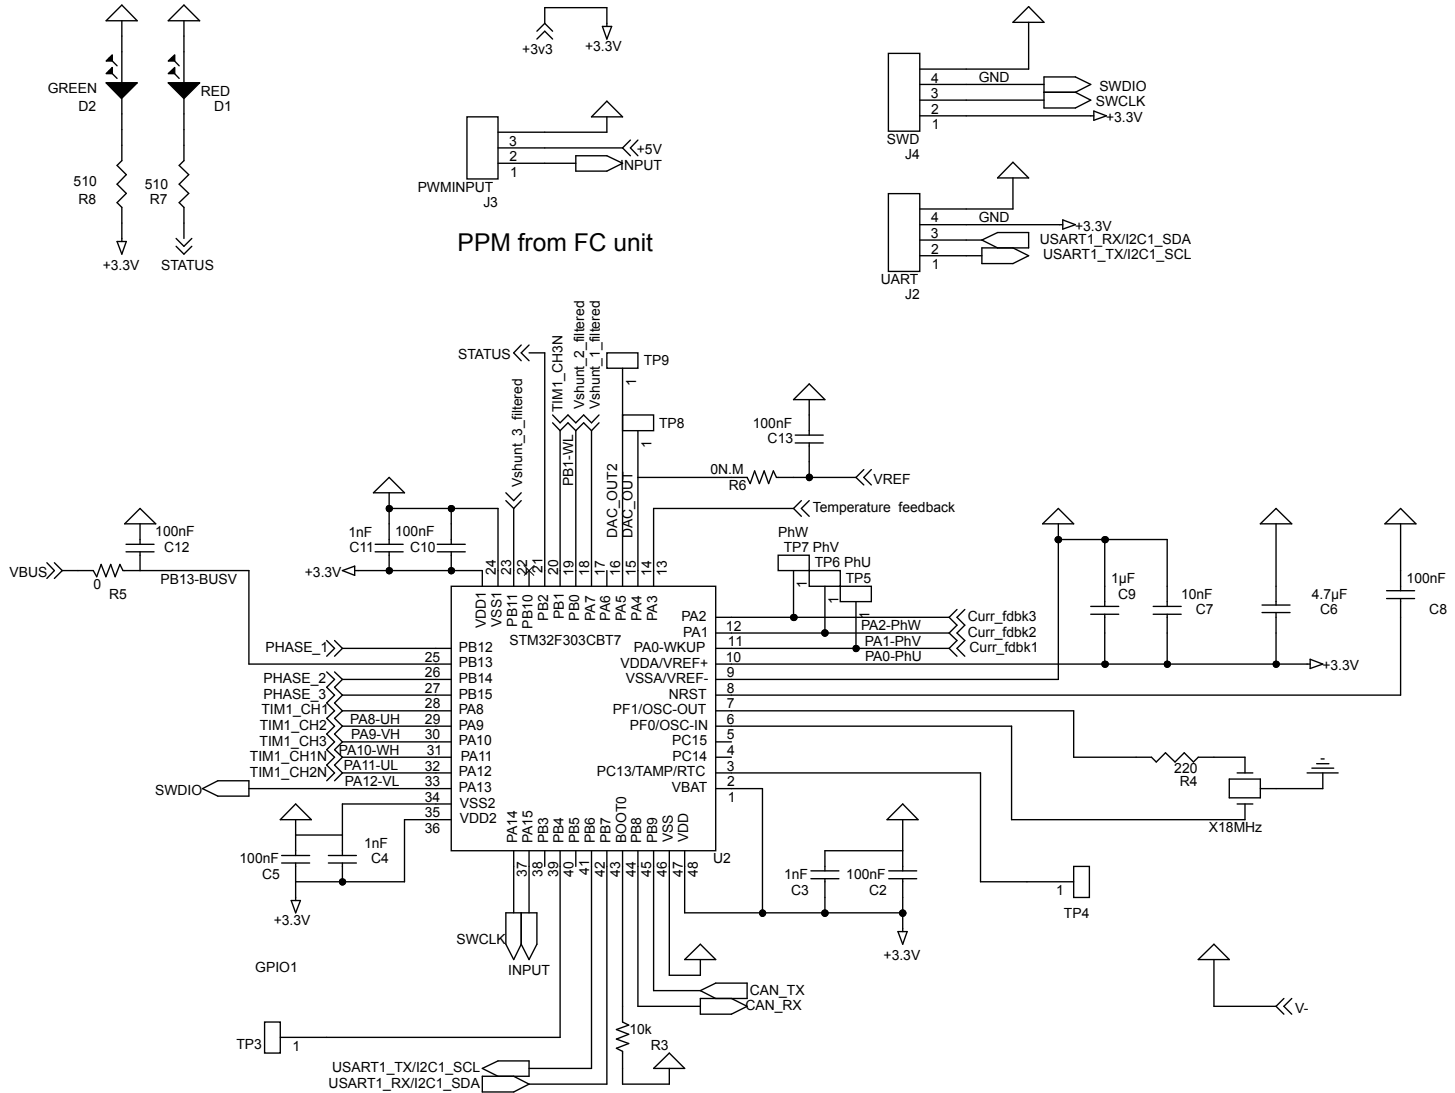 GREEN
D2
RED
D1
510
R8
510
R7
+3.3V
STATUS
+3v3
+3.3V
3
2
1
+5V
INPUT
PWMINPUT
J3
PPM from FC unit
4
3
2
1
GND
SWDIO
SWCLK
+3.3V
SWD
J4
4
3
2
1
GND
+3.3V
USART1_RX/I2C1_SDA
USART1_TX/I2C1_SCL
UART
J2
STATUS
Vshunt_3_filtered
TIM1_CH3N
PB1-WL
Vshunt_2_filtered
Vshunt_1_filtered
TP9
1
TP8
1
DAC_OUT2
DAC_OUT
100nF
C13
0N.M
R6
VREF
Temperature feedback
1nF
C11
100nF
C10
+3.3V
100nF
C12
VBUS
0
R5
PB13-BUSV
24
23
22
21
20
19
18
17
16
15
14
13
VDD1
VSS1
PB11
PB10
PB2
PB1
PB0
PA7
PA6
PA5
PA4
PA3
STM32F303CBT7
PhW
TP7
PhV
TP6
PhU
TP5
1
1
1
PA2
PA1
PA0-WKUP
VDDA/VREF+
VSSA/VREF-
NRST
PF1/OSC-OUT
PF0/OSC-IN
PC15
PC14
PC13/TAMP/RTC
VBAT
12
11
10
9
8
7
6
5
4
3
2
1
PA2-PhW
PA1-PhV
PA0-PhU
Curr_fdbk3
Curr_fdbk2
Curr_fdbk1
1µF
C9
10nF
C7
4.7µF
C6
100nF
C8
+3.3V
PHASE_1
PHASE_2
PHASE_3
TIM1_CH1
TIM1_CH2
TIM1_CH3
TIM1_CH1N
TIM1_CH2N
SWDIO
PA8-UH
PA9-VH
PA10-WH
PA11-UL
PA12-VL
25
26
27
28
29
30
31
32
33
34
35
36
PB12
PB13
PB14
PB15
PA8
PA9
PA10
PA11
PA12
PA13
VSS2
VDD2
220
R4
X18MHz
100nF
C5
1nF
C4
+3.3V
PA14
PA15
PB3
PB4
PB5
PB6
PB7
BOOT0
PB8
PB9
VSS
VDD
U2
37
38
39
40
41
42
43
44
45
46
47
48
1nF
C3
100nF
C2
+3.3V
1
TP4
SWCLK
INPUT
GPIO1
CAN_TX
CAN_RX
V-
TP3
1
10k
R3
USART1_TX/I2C1_SCL
USART1_RX/I2C1_SDA